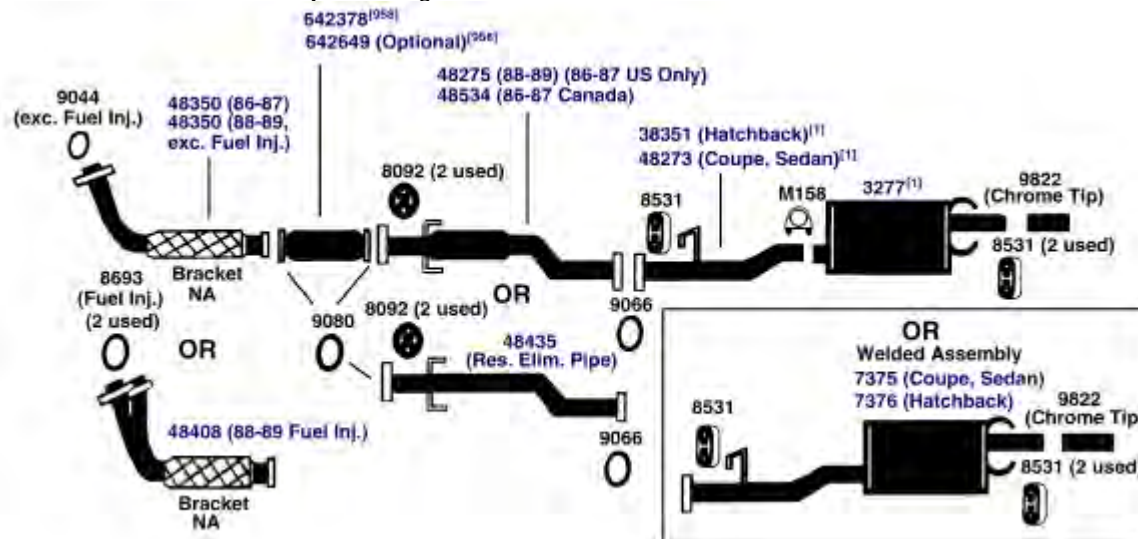 642378[958]
642649 (Optional)[958]
9044
(exc. Fuel Inj.)
48350 (86-87)
48350 (88-89,
exc. Fuel Inj.)
48275 (88-89) (86-87 US Only)
48534 (86-87 Canada)
38351 (Hatchback)[1]
48273 (Coupe, Sedan)[1]
8092 (2 used)
8531
M158
3277[1]
9822
(Chrome Tip)
8531 (2 used)
Bracket
NA
8693
(Fuel Inj.)
(2 used)
OR
9080
OR
8092 (2 used)
9066
48435
(Res. Elim. Pipe)
9066
48408 (88-89 Fuel Inj.)
Bracket
NA
OR
Welded Assembly
7375 (Coupe, Sedan)
7376 (Hatchback)
8531
9822
(Chrome Tip
8531 (2 used)